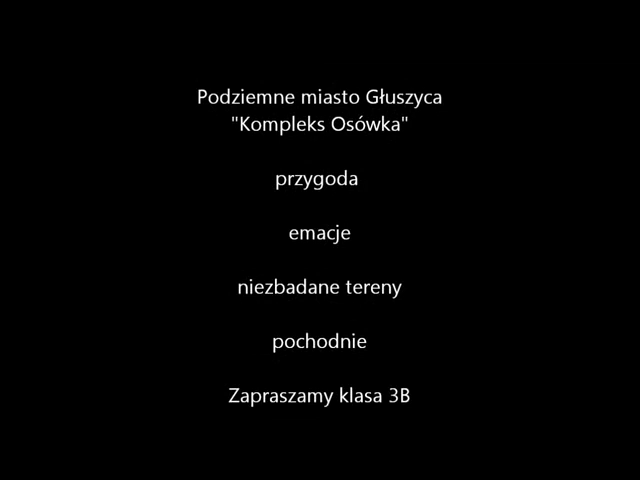 Podziemne miasto Głuszyca
"Kompleks Osówka"
przygoda
emacje
niezbadane tereny
pochodnie
Zapraszamy klasa 3B